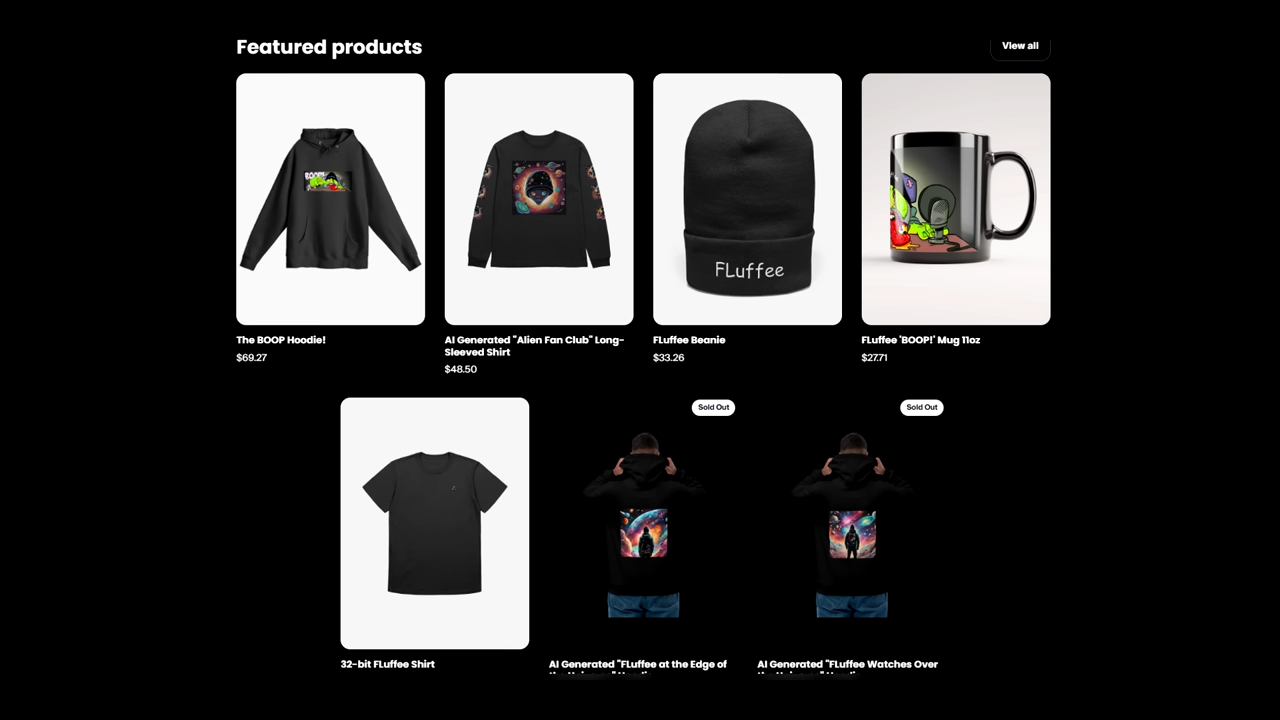 Featured products
View all
BOOP!
FLuffee
The BOOP Hoodie!
$69.27
AI Generated "Alien Fan Club" Long-
Sleeved Shirt
$48.50
FLuffee Beanie
$33.26
FLuffee 'BOOP!' Mug 11oz
$27.71
Sold Out
Sold Out
32-bit FLuffee Shirt
AI Generated "FLuffee at the Edge of
AI Generated "FLuffee Watches Over